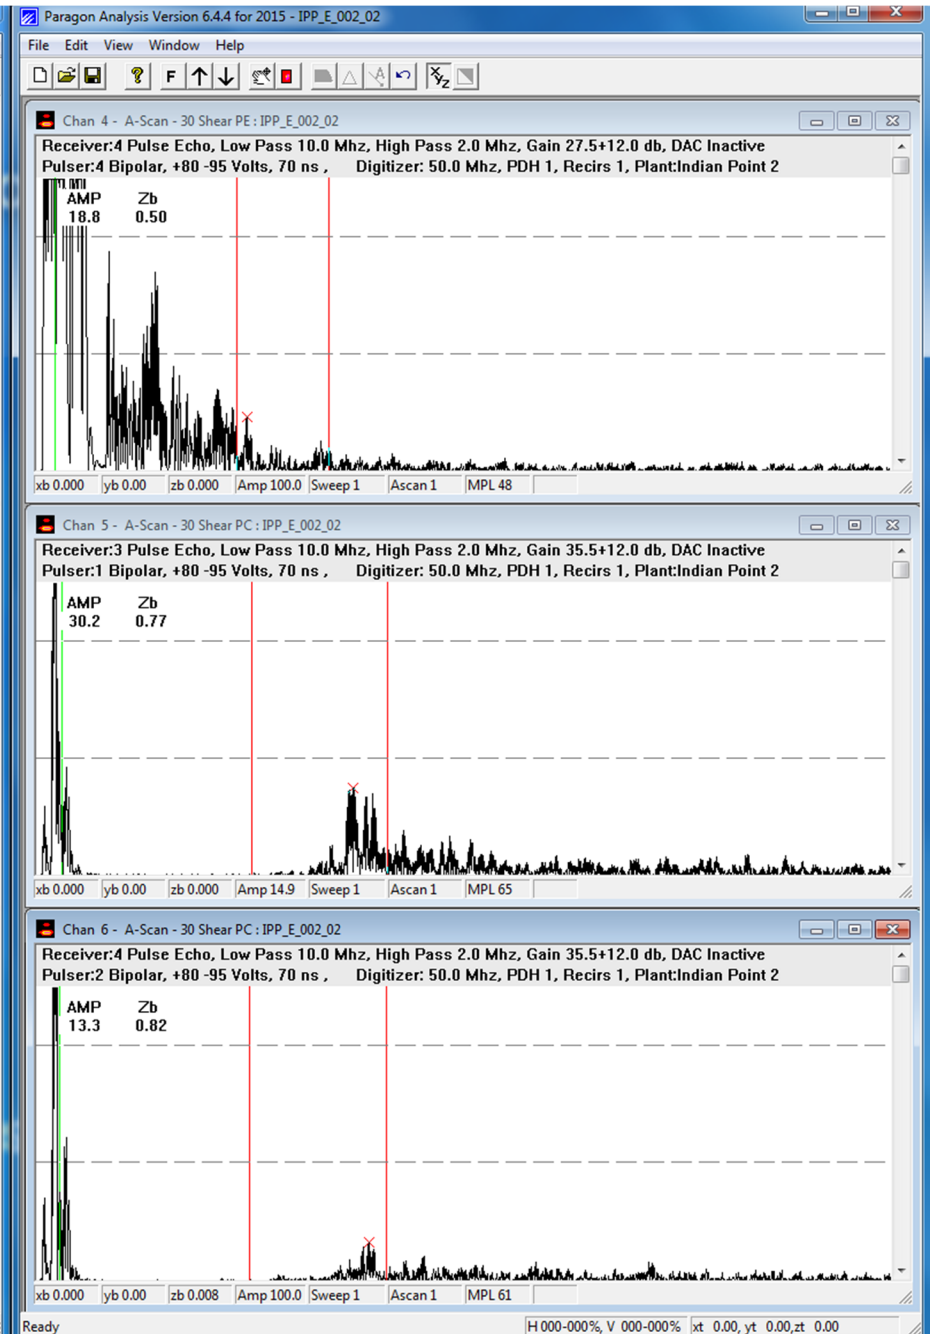 Paragon Analysis Version 6.4.4 for 2015 - IPP_E_002_02
File Edit View Window Help
F
X Y Z
Chan 4 - A-Scan - 30 Shear PE : IPP_E_002_02
Receiver:4 Pulse Echo, Low Pass 10.0 Mhz, High Pass 2.0 Mhz, Gain 27.5+12.0 db, DAC Inactive
Pulser:4 Bipolar, +80 -95 Volts, 70 ns , Digitizer: 50.0 Mhz, PDH 1, Recirs 1, Plant:Indian Point 2
AMP Zb
18.8 0.50
xb 0.000 yb 0.00 zb 0.000 Amp 100.0 Sweep 1 Ascan 1 MPL 48
Chan 5 - A-Scan - 30 Shear PC : IPP_E_002_02
Receiver:3 Pulse Echo, Low Pass 10.0 Mhz, High Pass 2.0 Mhz, Gain 35.5+12.0 db, DAC Inactive
Pulser:1 Bipolar, +80 -95 Volts, 70 ns , Digitizer: 50.0 Mhz, PDH 1, Recirs 1, Plant:Indian Point 2
AMP Zb
30.2 0.77
xb 0.000 yb 0.00 zb 0.000 Amp 14.9 Sweep 1 Ascan 1 MPL 65
Chan 6 - A-Scan - 30 Shear PC : IPP_E_002_02
Receiver:4 Pulse Echo, Low Pass 10.0 Mhz, High Pass 2.0 Mhz, Gain 35.5+12.0 db, DAC Inactive
Pulser:2 Bipolar, +80 -95 Volts, 70 ns , Digitizer: 50.0 Mhz, PDH 1, Recirs 1, Plant:Indian Point 2
AMP Zb
13.3 0.82
xb 0.000 yb 0.00 zb 0.008 Amp 100.0 Sweep 1 Ascan 1 MPL 61
Ready H 000-000%, V 000-000% xt 0.00, yt 0.00,zt 0.00